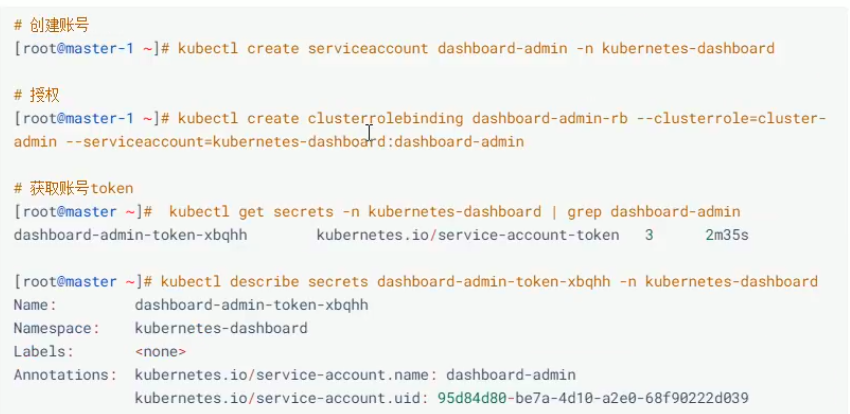 # 创建账号
[root@master-1 ~]# kubectl create serviceaccount dashboard-admin -n kubernetes-dashboard
# 授权
[root@master-1 ~]# kubectl create clusterrolebinding dashboard-admin-rb --clusterrole=cluster-
admin --serviceaccount=kubernetes-dashboard:dashboard-admin
# 获取账号token
[root@master ~]#  kubectl get secrets -n kubernetes-dashboard | grep dashboard-admin
dashboard-admin-token-xbqhh        kubernetes.io/service-account-token   3      2m35s
[root@master ~]# kubectl describe secrets dashboard-admin-token-xbqhh -n kubernetes-dashboard
Name:         dashboard-admin-token-xbqhh
Namespace:    kubernetes-dashboard
Labels:       <none>
Annotations:  kubernetes.io/service-account.name: dashboard-admin
              kubernetes.io/service-account.uid: 95d84d80-be7a-4d10-a2e0-68f90222d039